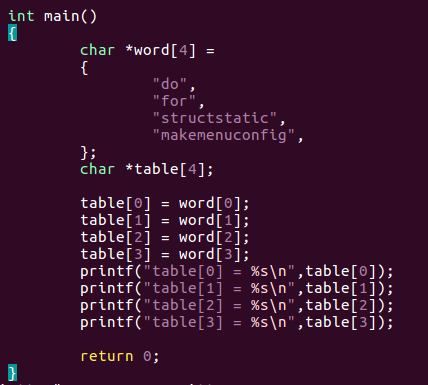 int main()
{
char *word[4] =
{
"do",
"for",
"structstatic",
"makemenuconfig",
};
char *table[4];
table[0] = word[0];
table[1] = word[1];
table[2] = word[2];
table[3] = word[3];
printf("table[0] = %s\n",table[0]);
printf("table[1] = %s\n",table[1]);
printf("table[2] = %s\n",table[2]);
printf("table[3] = %s\n",table[3]);
return 0;
}